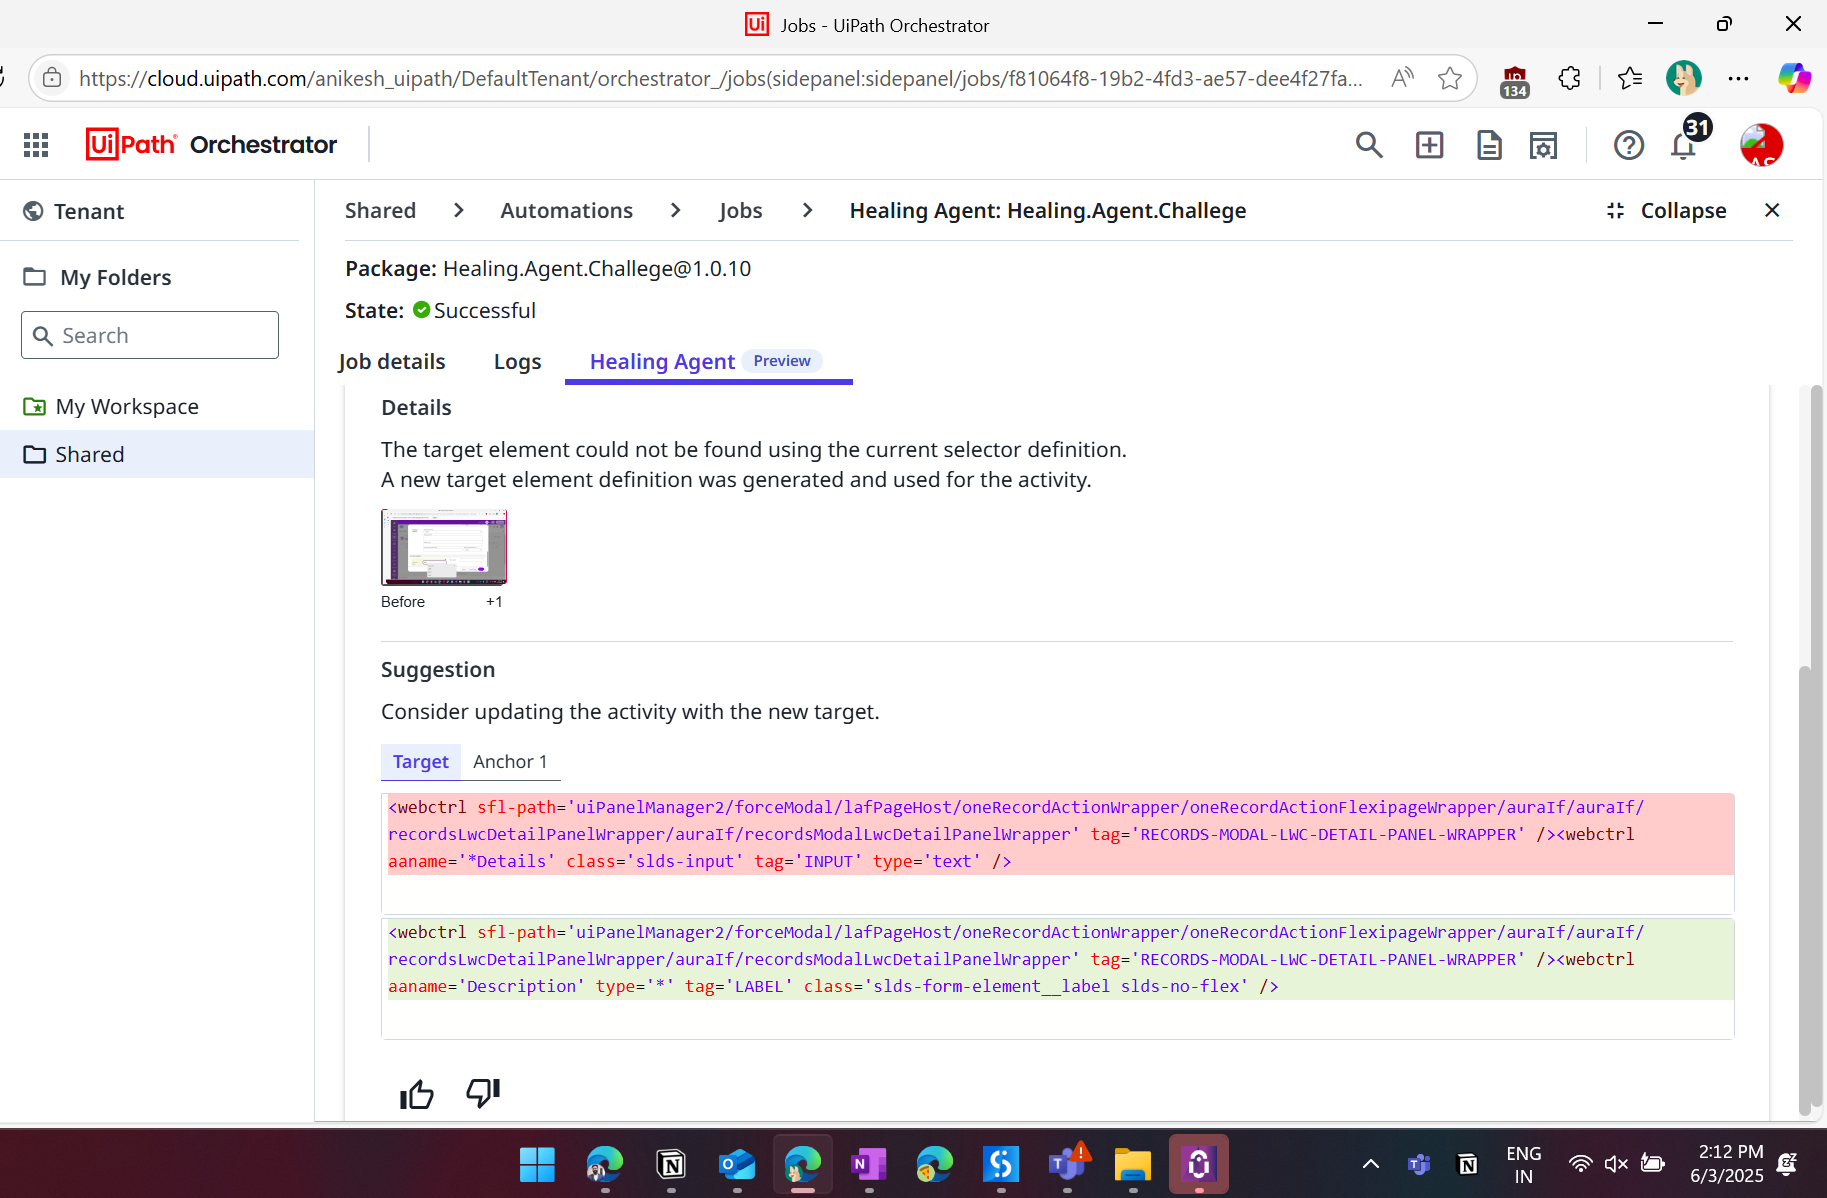 Jobs - UiPath Orchestrator
https://cloud.uipath.com/anikesh_uipath/DefaultTenant/orchestrator_/jobs(sidepanel:sidepanel/jobs/f81064f8-19b2-4fd3-ae57-dee4f27fa...
134
UiPath Orchestrator
31
Tenant
My Folders
Search
My Workspace
Shared
Shared > Automations > Jobs > Healing Agent: Healing.Agent.Challege
Collapse
Package: Healing.Agent.Challege@1.0.10
State: Successful
Job details Logs Healing Agent Preview
Details
The target element could not be found using the current selector definition.
A new target element definition was generated and used for the activity.
Before +1
Suggestion
Consider updating the activity with the new target.
Target Anchor 1
<webctrl sfl-path='uiPanelManager2/forceModal/lafPageHost/oneRecordActionWrapper/oneRecordActionFlexipageWrapper/auraIf/auraIf/
recordsLwcDetailPanelWrapper/auraIf/recordsModalLwcDetailPanelWrapper' tag='RECORDS-MODAL-LWC-DETAIL-PANEL-WRAPPER' /><webctrl
aaname='*Details' class='slds-input' tag='INPUT' type='text' />
<webctrl sfl-path='uiPanelManager2/forceModal/lafPageHost/oneRecordActionWrapper/oneRecordActionFlexipageWrapper/auraIf/auraIf/
recordsLwcDetailPanelWrapper/auraIf/recordsModalLwcDetailPanelWrapper' tag='RECORDS-MODAL-LWC-DETAIL-PANEL-WRAPPER' /><webctrl
aaname='Description' type='*' tag='LABEL' class='slds-form-element__label slds-no-flex' />
ENG
IN
2:12 PM
6/3/2025